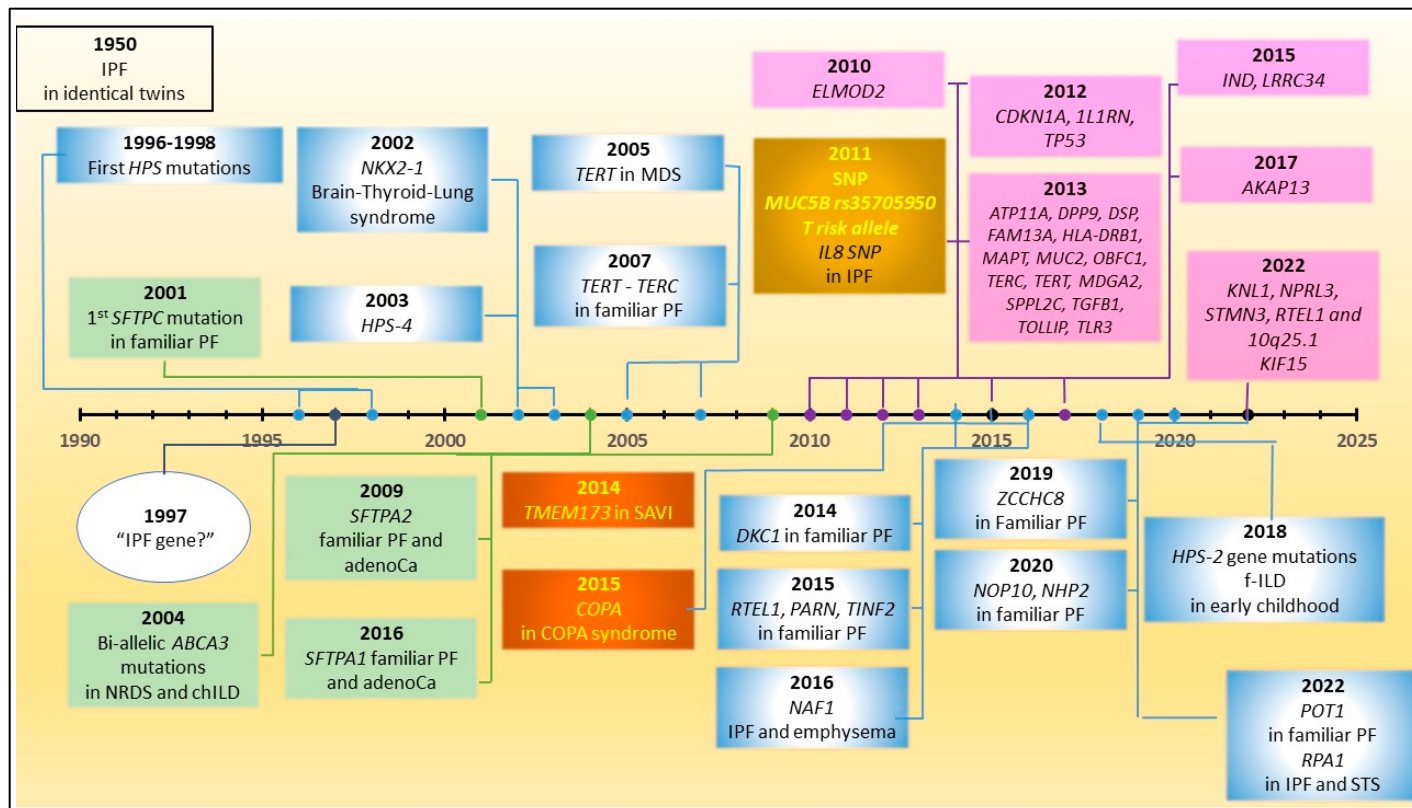 1950
IPF
in identical twins
1996-1998
First HPS mutations
2001
1st SFTPC mutation
in familiar PF
2002
NKX2-1
Brain-Thyroid-Lung
syndrome
2003
HPS-4
2005
TERT in MDS
2007
TERT - TERC
in familiar PF
2010
ELMOD2
2011
SNP
MUC5B rs35705950
T risk allele
IL8 SNP
in IPF
2012
CDKN1A, 1L1RN,
TP53
2013
ATP11A, DPP9, DSP,
FAM13A, HLA-DRB1,
MAPT, MUC2, OBFC1,
TERC, TERT, MDGA2,
SPPL2C, TGFB1,
TOLLIP, TLR3
2015
IND, LRRC34
2017
AKAP13
2022
KNL1, NPRL3,
STMN3, RTEL1 and
10q25.1
KIF15
1990 1995 2000 2005 2010 2015 2020 2025
1997
“IPF gene?”
2004
Bi-allelic ABCA3
mutations
in NRDS and chILD
2009
SFTPA2
familiar PF and
adenoCa
2016
SFTPA1 familiar PF
and adenoCa
2014
TMEM173 in SAVI
2015
COPA
in COPA syndrome
2014
DKC1 in familiar PF
2015
RTEL1, PARN, TINF2
in familiar PF
2016
NAF1
IPF and emphysema
2019
ZCCHC8
in Familiar PF
2020
NOP10, NHP2
in familiar PF
2018
HPS-2 gene mutations
f-ILD
in early childhood
2022
POT1
in familiar PF
RPA1
in IPF and STS